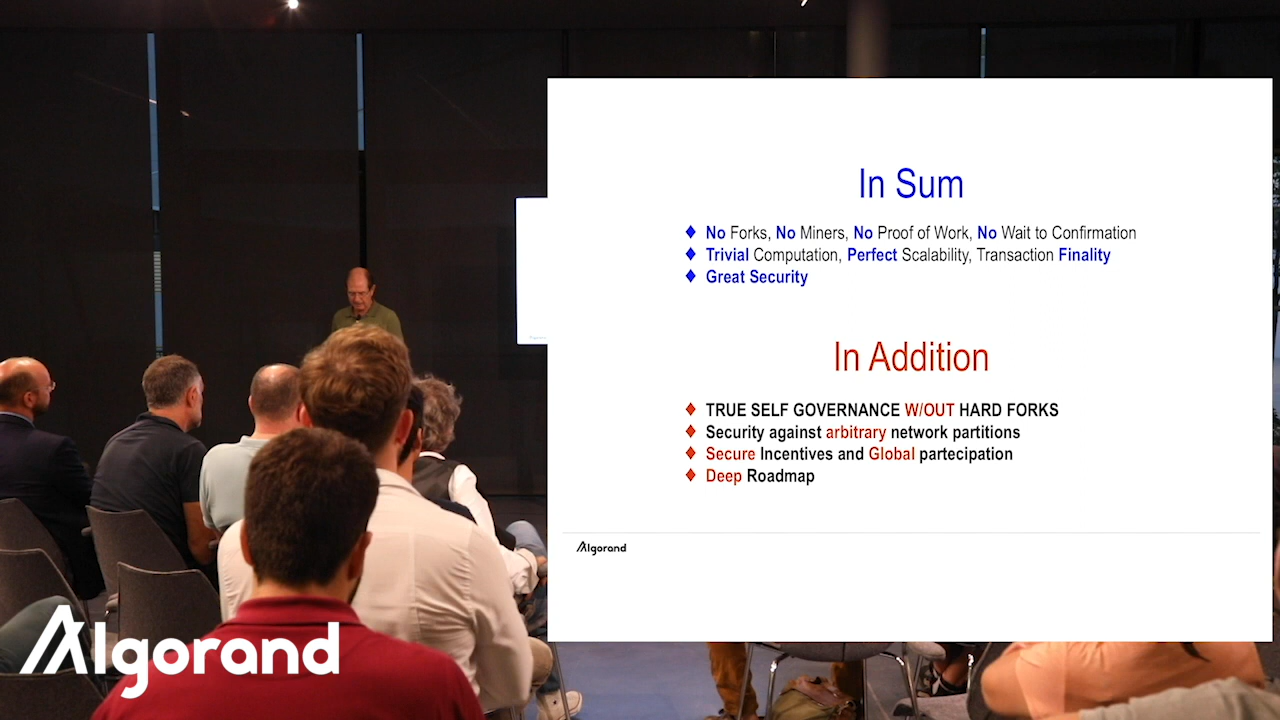 In Sum
No Forks, No Miners, No Proof of Work, No Wait to Confirmation
Trivial Computation, Perfect Scalability, Transaction Finality
Great Security
In Addition
TRUE SELF GOVERNANCE W/OUT HARD FORKS
Security against arbitrary network partitions
Secure Incentives and Global partecipation
Deep Roadmap
Algorand
Algorand